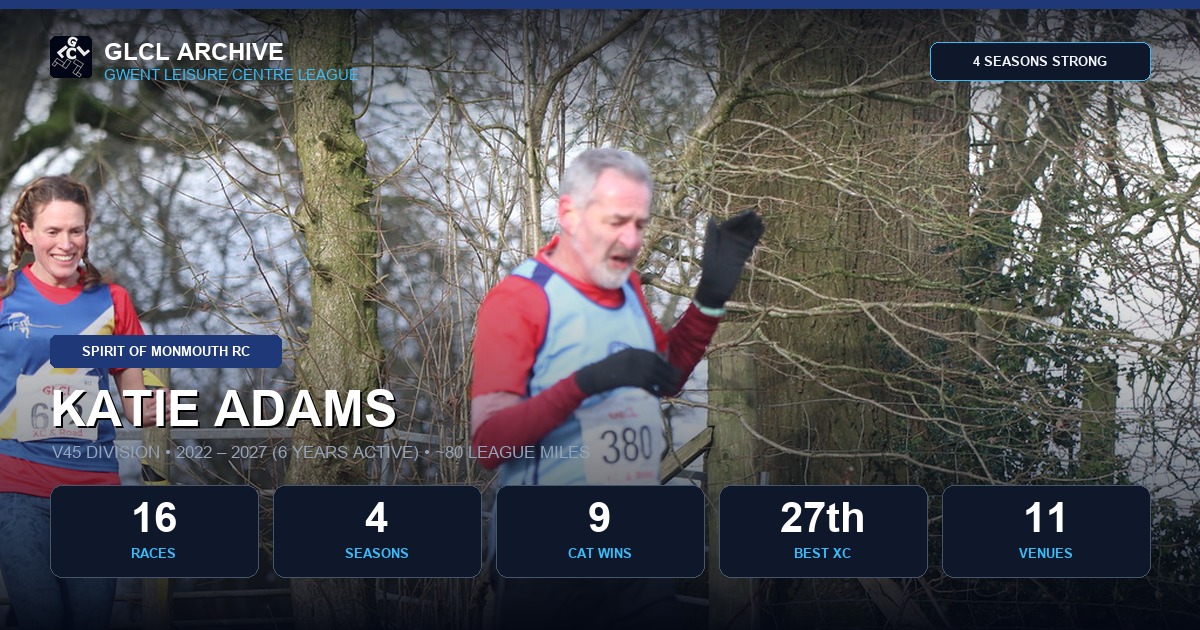 GLCL ARCHIVE
GWENT LEISURE CENTRE LEAGUE
4 SEASONS STRONG
SPIRIT OF MONMOUTH RC
KATIE ADAMS
V45 DIVISION • 2022 – 2027 (6 YEARS ACTIVE) • ~80 LEAGUE MILES
380
16
RACES
4
SEASONS
9
CAT WINS
27th
BEST XC
11
VENUES